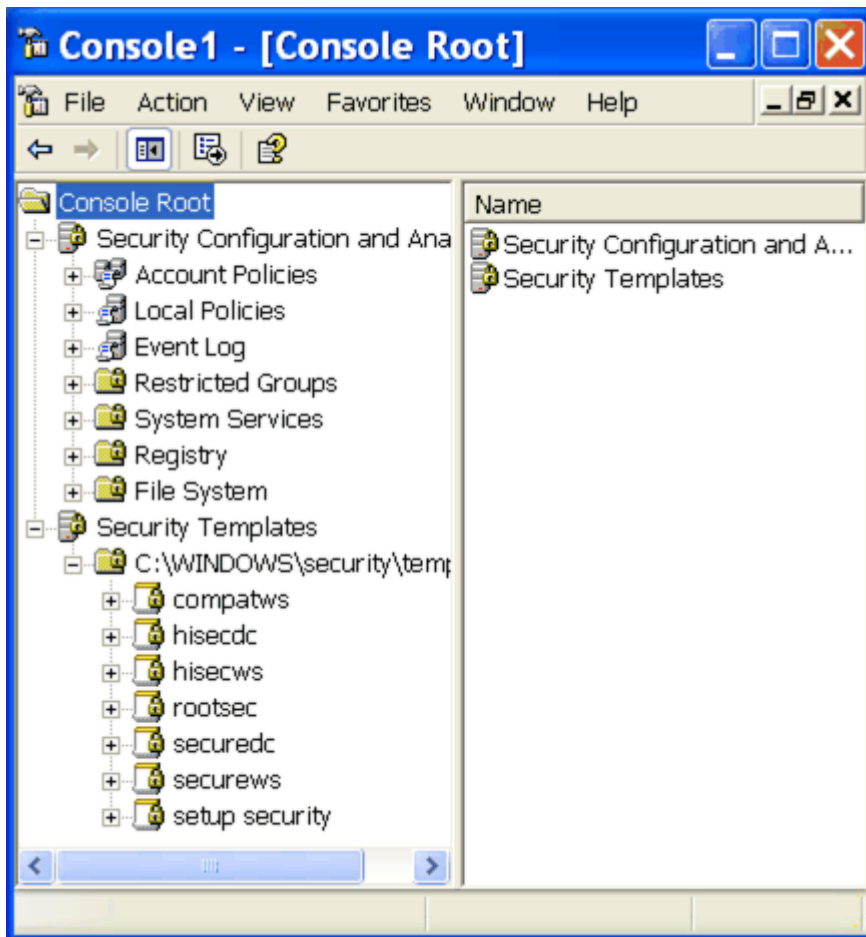 Console1 - [Console Root]
File Action View Favorites Window Help
Console Root
Security Configuration and Ana
Account Policies
Local Policies
Event Log
Restricted Groups
System Services
Registry
File System
Security Templates
C:\WINDOWS\security\temp
compatws
hisecdc
hisecws
rootsec
securedc
securews
setup security
Name
Security Configuration and A...
Security Templates